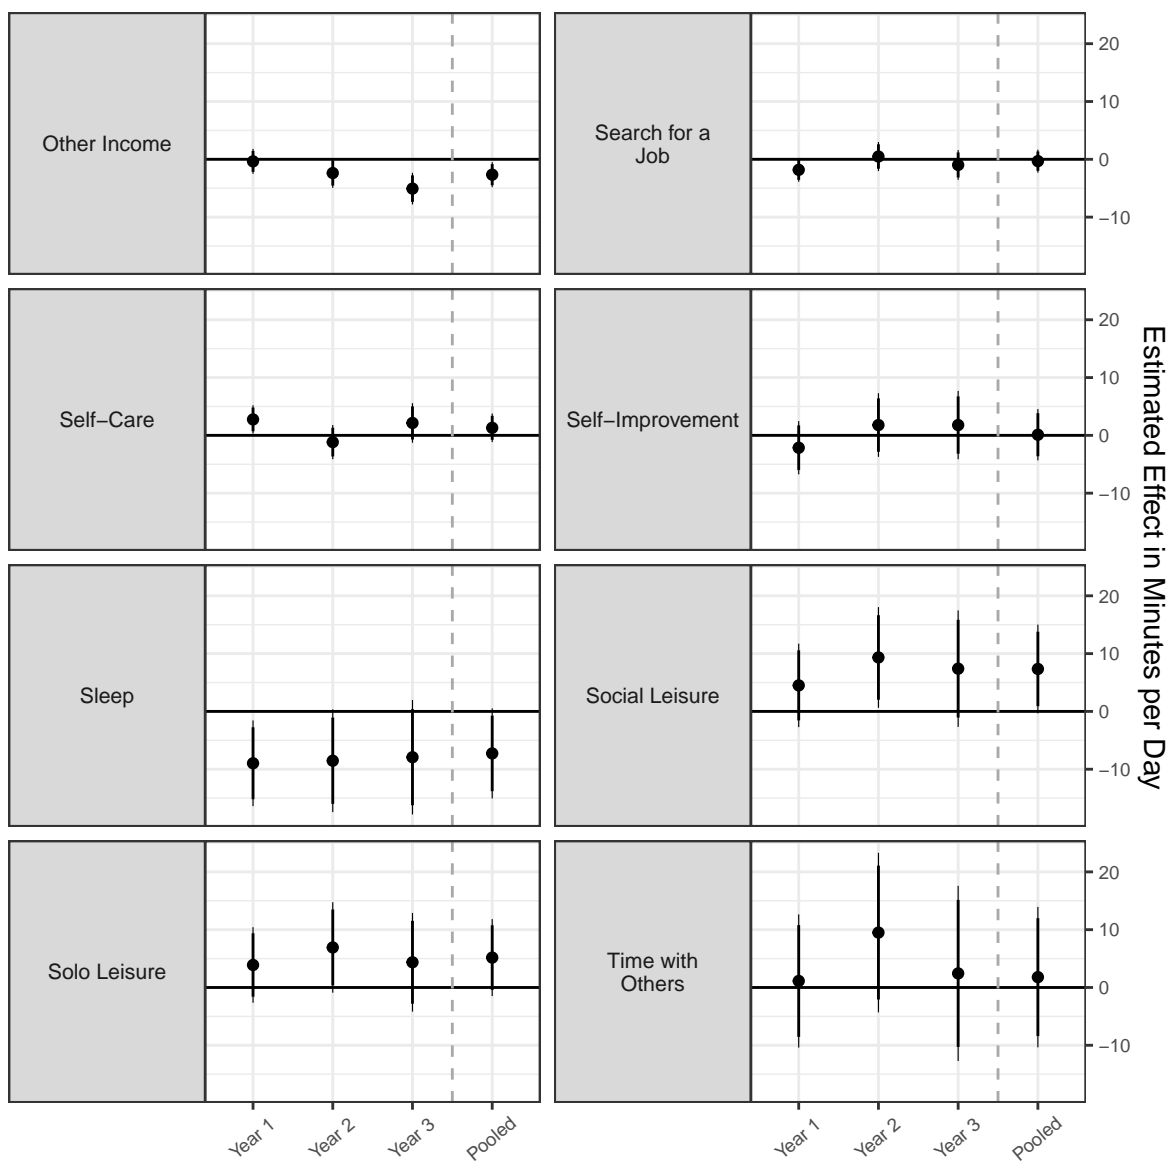 Other Income
Search for a
Job
20
10
0
−10
Self−Care
Self−Improvement
20
10
0
−10
Sleep
Social Leisure
20
10
0
−10
Solo Leisure
Time with
Others
20
10
0
−10
Year 1
Year 2
Year 3
Pooled
Year 1
Year 2
Year 3
Pooled
Estimated Effect in Minutes per Day